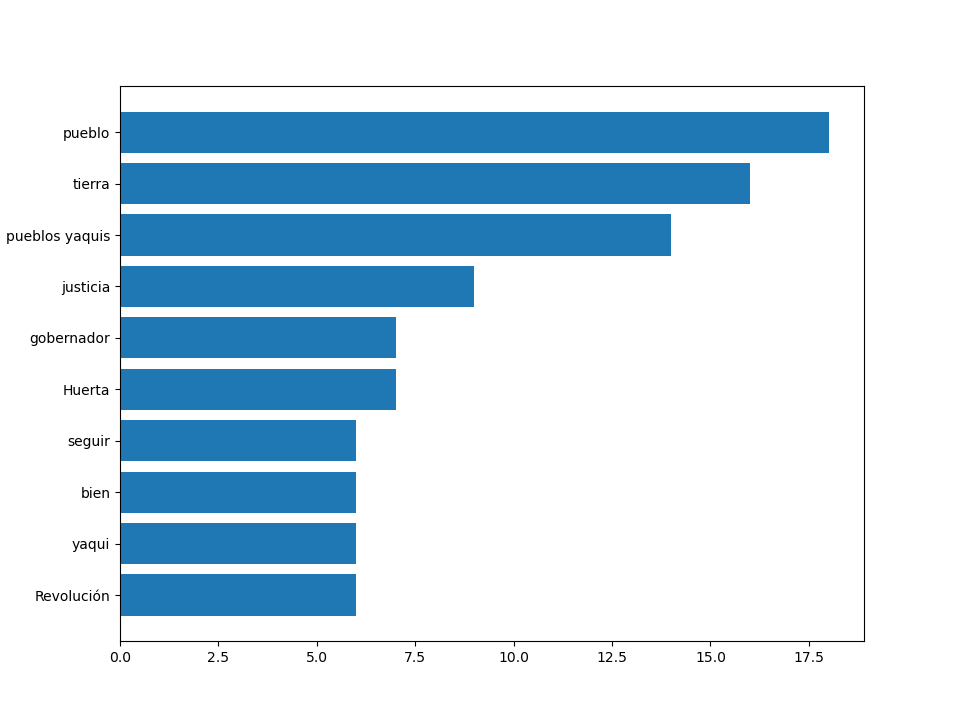 pueblo
tierra
pueblos yaquis
justicia
gobernador
Huerta
seguir
bien
yaqui
Revolución
0.0 2.5 5.0 7.5 10.0 12.5 15.0 17.5